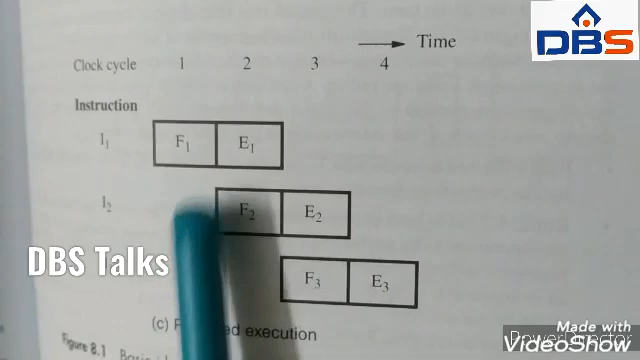 DBS
Time
Clock cycle 1 2 3 4
Instruction
I1 F1 E1
I2 F2 E2
DBS Talks
F3 E3
(c) execution
Figure 8.1
Made with
PowerDirector
VideoShow